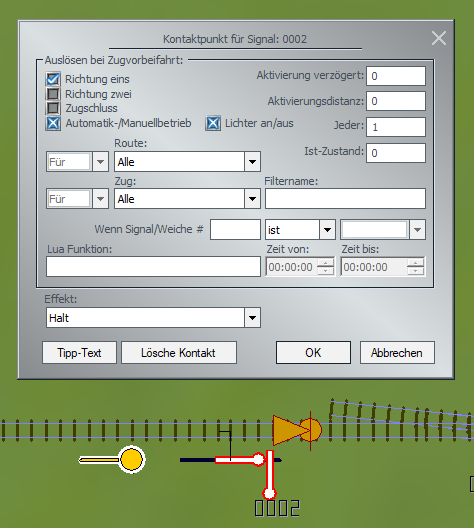 Kontaktpunkt für Signal: 0002
Auslösen bei Zugvorbeifahrt:
Richtung eins
Richtung zwei
Zugschluss
Automatik-/Manuellbetrieb
Lichter an/aus
Aktivierung verzögert: 0
Aktivierungsdistanz: 0
Jeder: 1
Ist-Zustand: 0
Route:
Für Alle
Zug: Filtername:
Für Alle
Wenn Signal/Weiche # ist
Lua Funktion: Zeit von: Zeit bis:
00:00:00 00:00:00
Effekt:
Halt
Tipp-Text Lösche Kontakt OK Abbrechen
0002